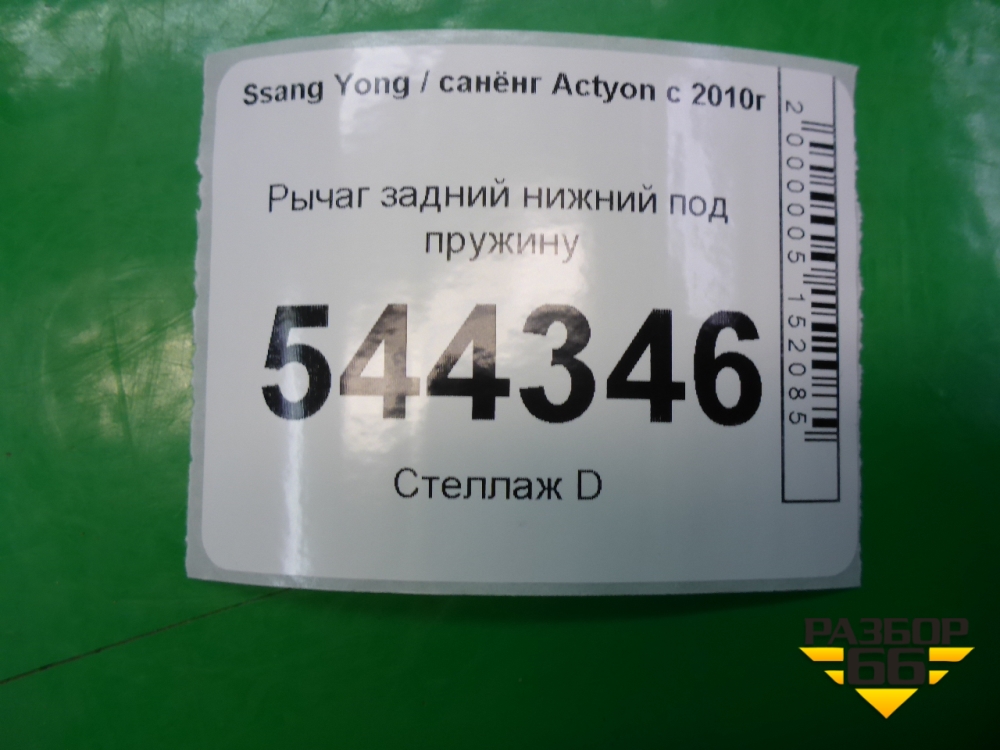 Ssang Yong / санёнг Actyon с 2010г
Рычаг задний нижний под
пружину
544346
Стеллаж D
2000005152085
РАЗБОР
66